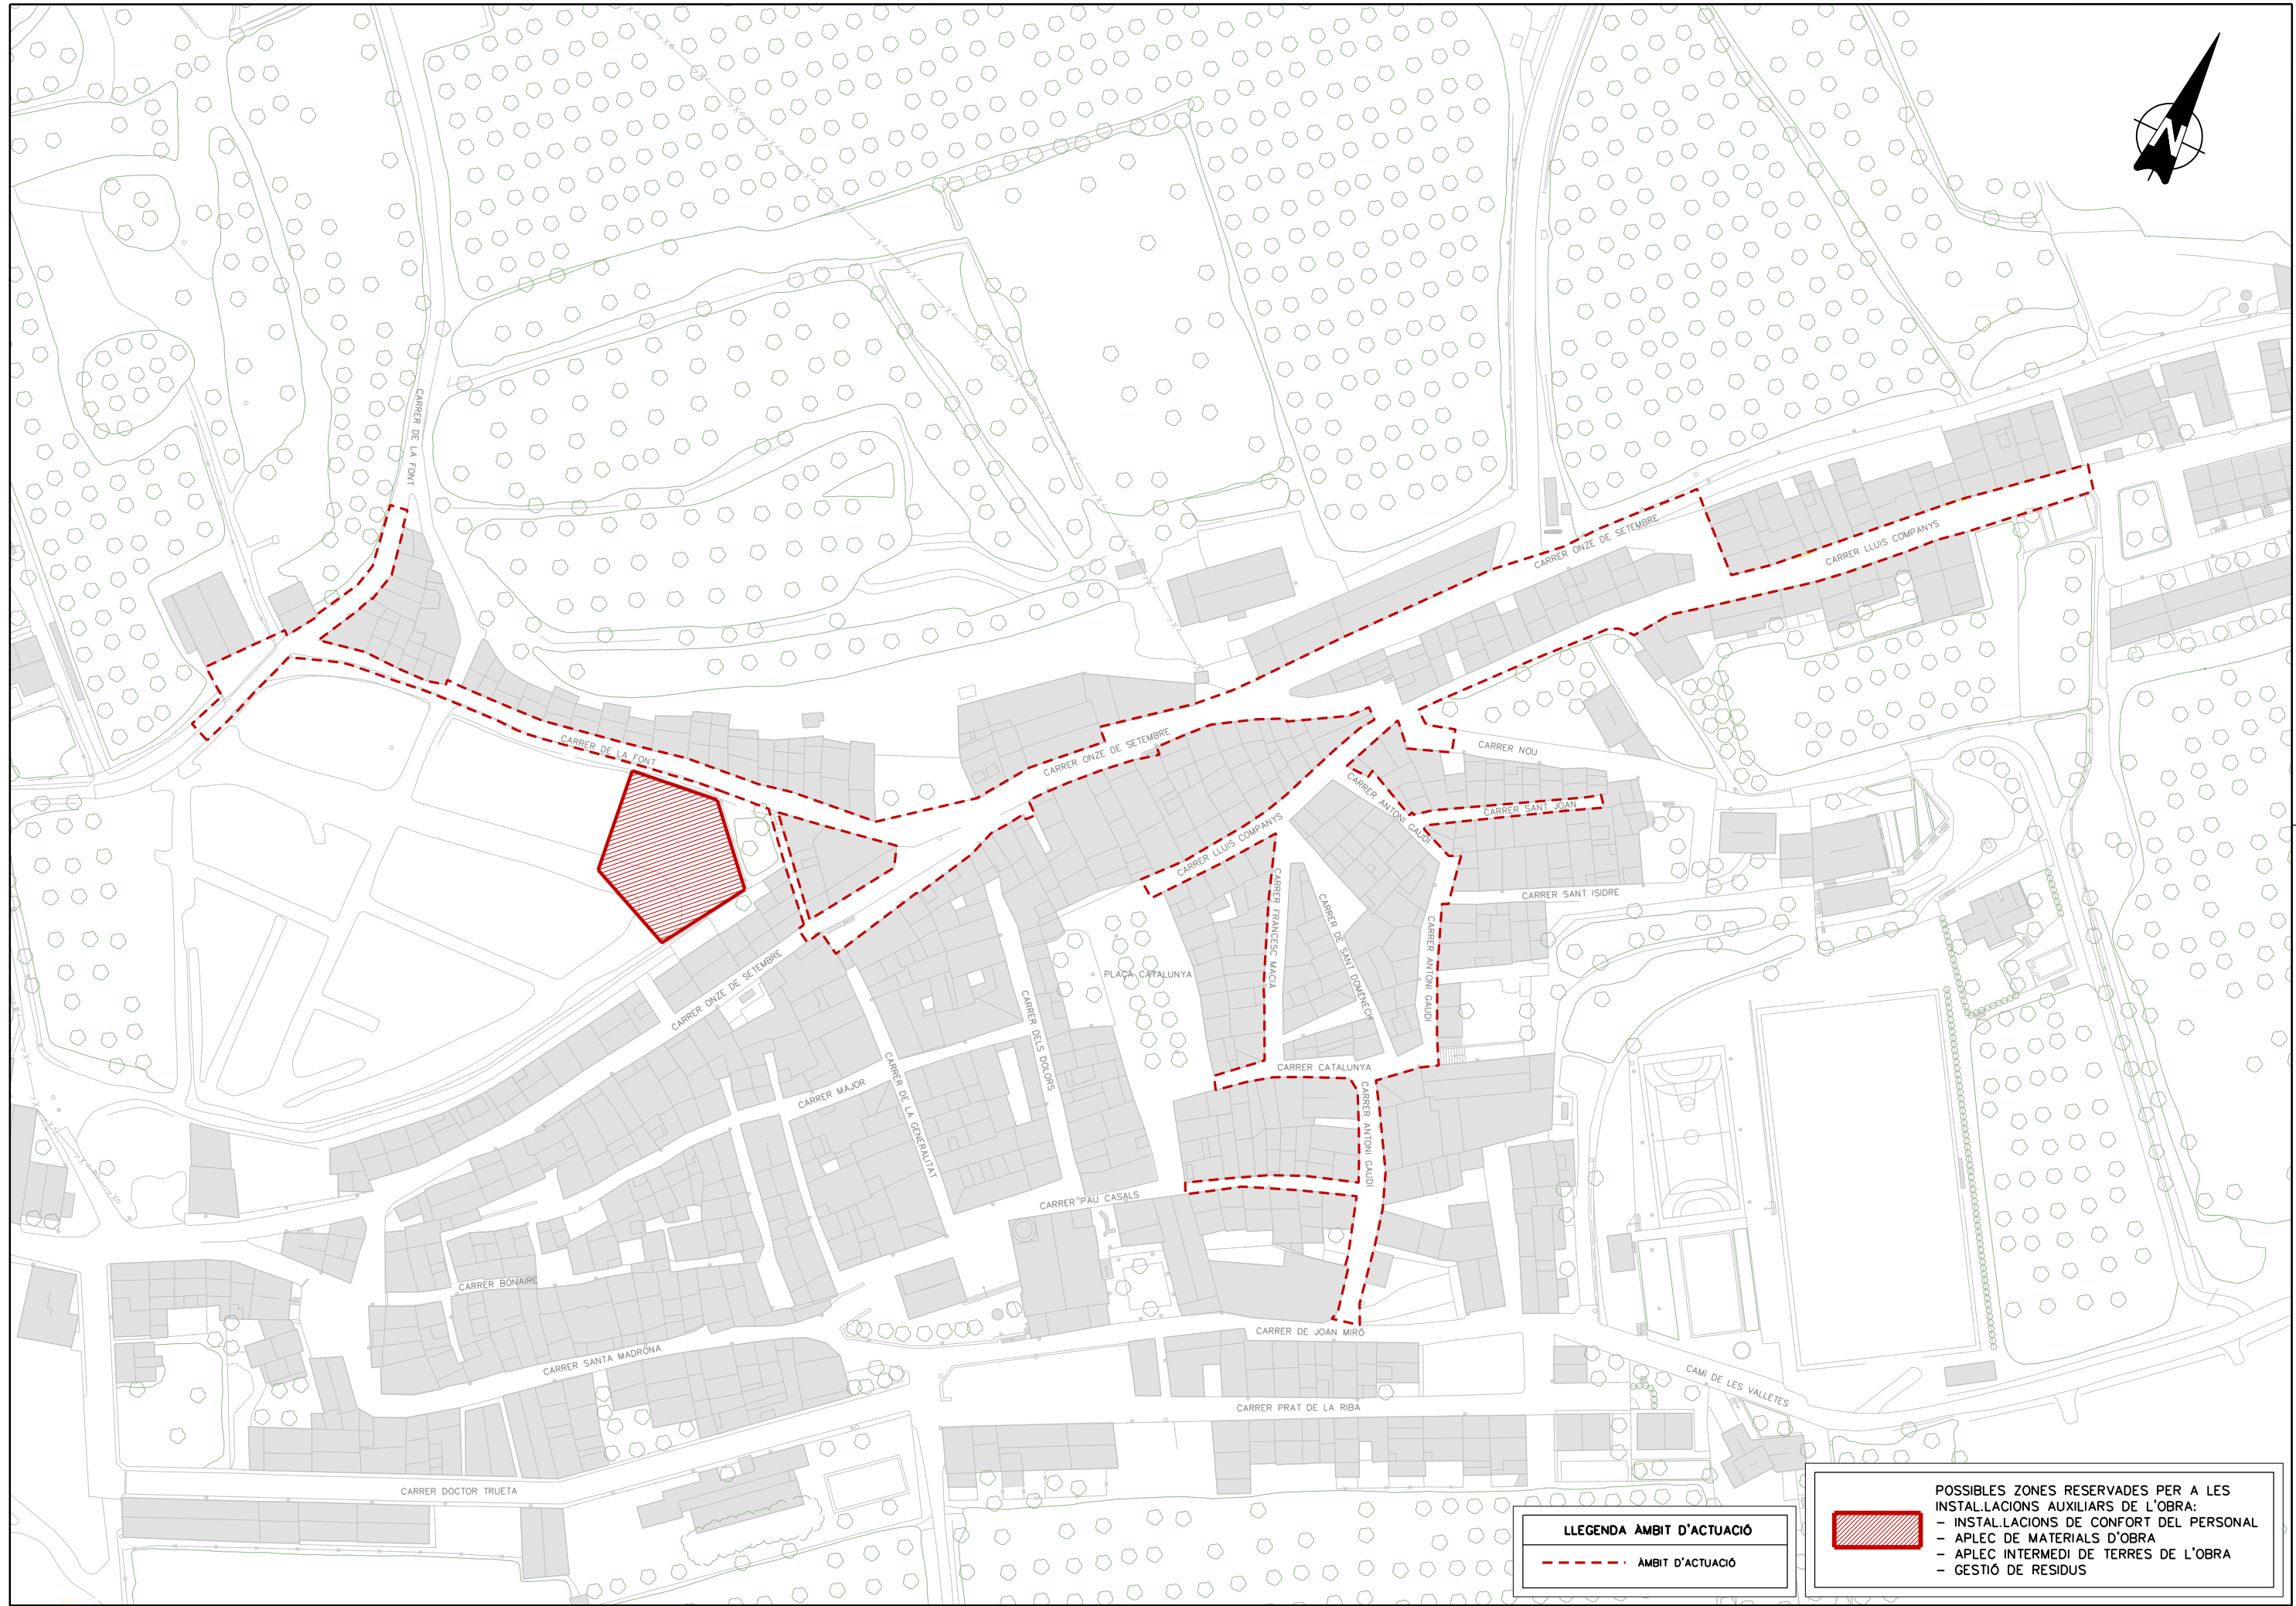 CARRER DE LA FONT
CARRER ONZE DE SETEMBRE
CARRER LLUIS COMPANYS
CARRER DE LA FONT
CARRER ONZE DE SETEMBRE
CARRER NOU
CARRER ANTONI GAUDÍ
CARRER SANT JOAN
CARRER LLUIS COMPANYS
CARRER FRANCESC MACIA
CARRER DE SANT DOMÈNECH
CARRER ANTONI GAUDÍ
CARRER SANT ISIDRE
CARRER ONZE DE SETEMBRE
PLAÇA CATALUNYA
CARRER DELS DOLORS
CARRER DE LA GENERALITAT
CARRER MAJOR
CARRER CATALUNYA
CARRER ANTONI GAUDÍ
CARRER PAU CASALS
CARRER BONAIRE
CARRER SANTA MADRONA
CARRER DE JOAN MIRÓ
CAMI DE LES VALLETES
CARRER PRAT DE LA RIBA
CARRER DOCTOR TRUETA
LLEGENDA ÀMBIT D'ACTUACIÓ
ÀMBIT D'ACTUACIÓ
POSSIBLES ZONES RESERVADES PER A LES
INSTAL.LACIONS AUXILIARS DE L'OBRA:
- INSTAL.LACIONS DE CONFORT DEL PERSONAL
- APLEC DE MATERIALS D'OBRA
- APLEC INTERMEDI DE TERRES DE L'OBRA
- GESTIÓ DE RESIDUS